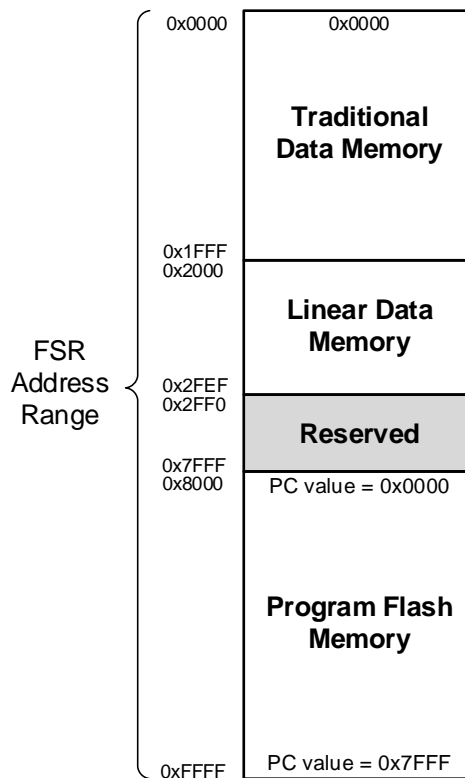 0x0000
0x0000
Traditional
Data Memory
0x1FFF
0x2000
Linear Data
Memory
FSR
Address
Range
0x2FEF
0x2FF0
Reserved
0x7FFF
0x8000
PC value = 0x0000
Program Flash
Memory
0xFFFF
PC value = 0x7FFF